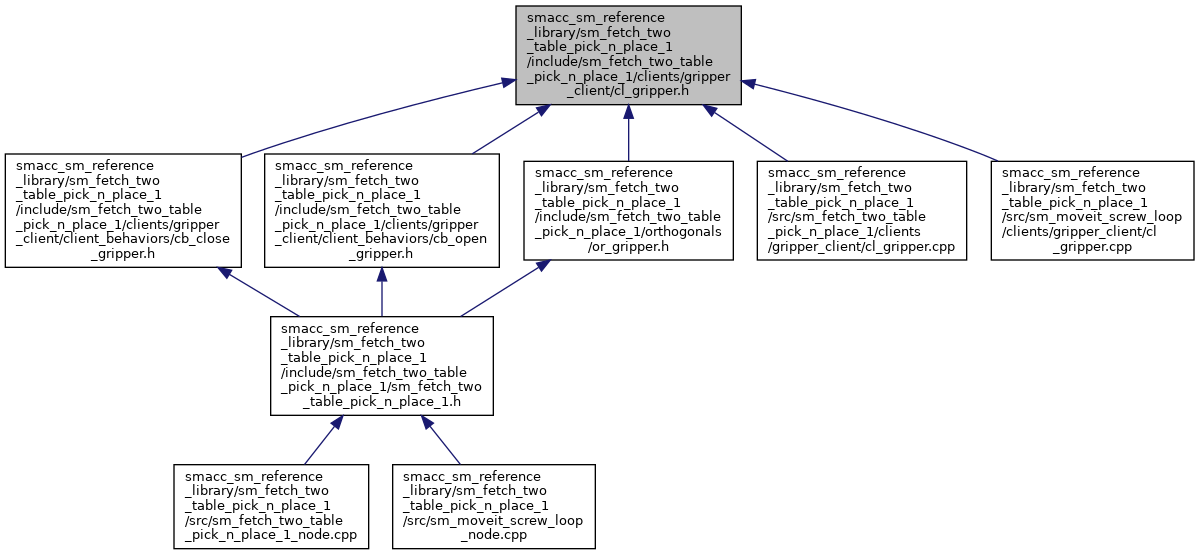 smacc_sm_reference
_library/sm_fetch_two
_table_pick_n_place_1
/include/sm_fetch_two_table
_pick_n_place_1/clients/gripper
_client/cl_gripper.h
smacc_sm_reference
_library/sm_fetch_two
_table_pick_n_place_1
/include/sm_fetch_two_table
_pick_n_place_1/clients/gripper
_client/client_behaviors/cb_close
_gripper.h
smacc_sm_reference
_library/sm_fetch_two
_table_pick_n_place_1
/include/sm_fetch_two_table
_pick_n_place_1/clients/gripper
_client/client_behaviors/cb_open
_gripper.h
smacc_sm_reference
_library/sm_fetch_two
_table_pick_n_place_1
/include/sm_fetch_two_table
_pick_n_place_1/orthogonals
/or_gripper.h
smacc_sm_reference
_library/sm_fetch_two
_table_pick_n_place_1
/src/sm_fetch_two_table
_pick_n_place_1/clients
/gripper_client/cl_gripper.cpp
smacc_sm_reference
_library/sm_fetch_two
_table_pick_n_place_1
/src/sm_moveit_screw_loop
/clients/gripper_client/cl
_gripper.cpp
smacc_sm_reference
_library/sm_fetch_two
_table_pick_n_place_1
/include/sm_fetch_two_table
_pick_n_place_1/sm_fetch_two
_table_pick_n_place_1.h
smacc_sm_reference
_library/sm_fetch_two
_table_pick_n_place_1
/src/sm_fetch_two_table
_pick_n_place_1_node.cpp
smacc_sm_reference
_library/sm_fetch_two
_table_pick_n_place_1
/src/sm_moveit_screw_loop
_node.cpp